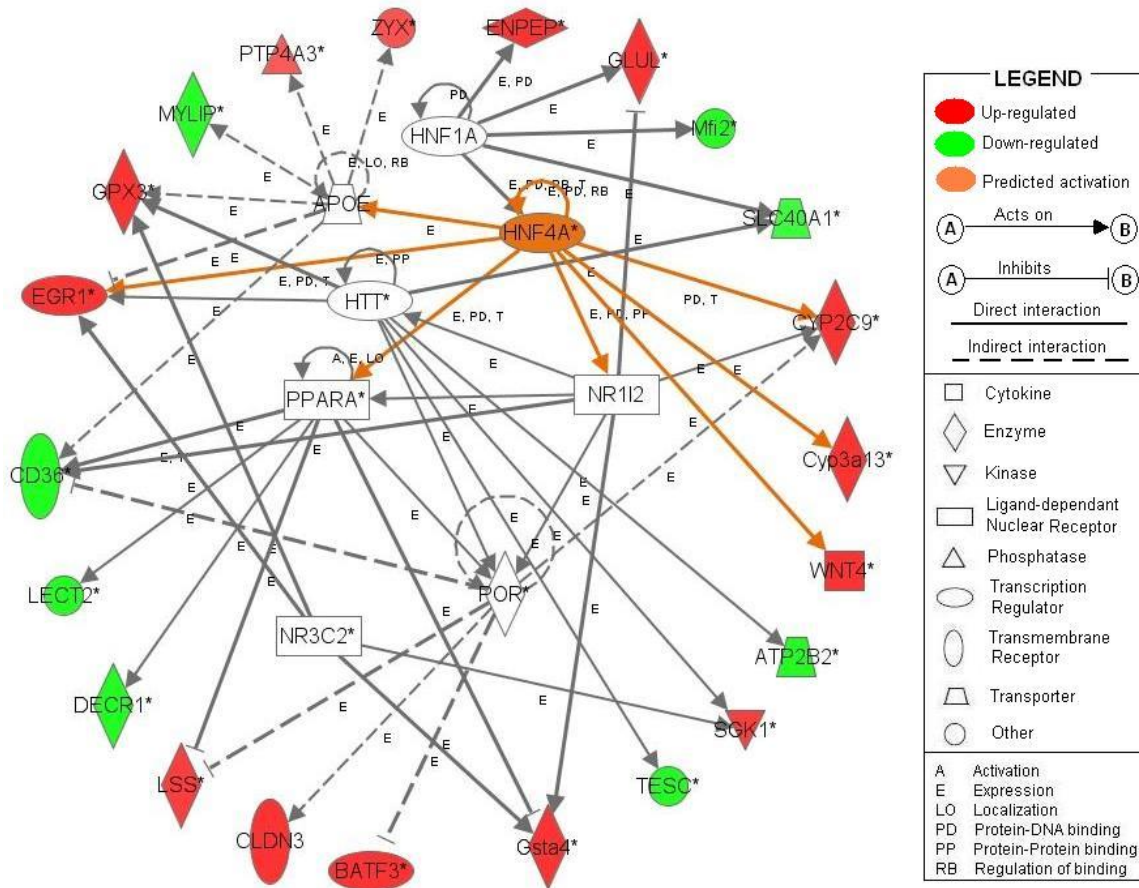 ZYX*
ENPEP*
PTP4A3*
GLUL*
E, PD
MYLIP*
E
E
PD
E
HNF1A
E
Mfi2*
E
E, LO, RB
E
GPX3*
E
APOE
E, PD, RB
E
SLC40A1*
HNF4A*
E
E
E
E, PP
E
EGR1*
E, PD, T
HTT*
PD, T
E
E, PD, T
E, PD, PP
CYP2C9*
E
A, E, LO
E
E
E
E
PPARA*
NR1I2
E
E
E
CD36*
E
E
E
E
Cyp3a13*
E
E
E
E
E
LECT2*
POR*
WNT4*
E
E
NR3C2*
E
ATP2B2*
DECR1*
E
E
E
E
SGK1*
LSS*
TESC*
CLDN3
BATF3*
Gsta4*
LEGEND
Up-regulated
Down-regulated
Predicted activation
A Acts on B
A Inhibits B
Direct interaction
Indirect interaction
Cytokine
Enzyme
Kinase
Ligand-dependant
Nuclear Receptor
Phosphatase
Transcription
Regulator
Transmembrane
Receptor
Transporter
Other
A Activation
E Expression
LO Localization
PD Protein-DNA binding
PP Protein-Protein binding
RB Regulation of binding